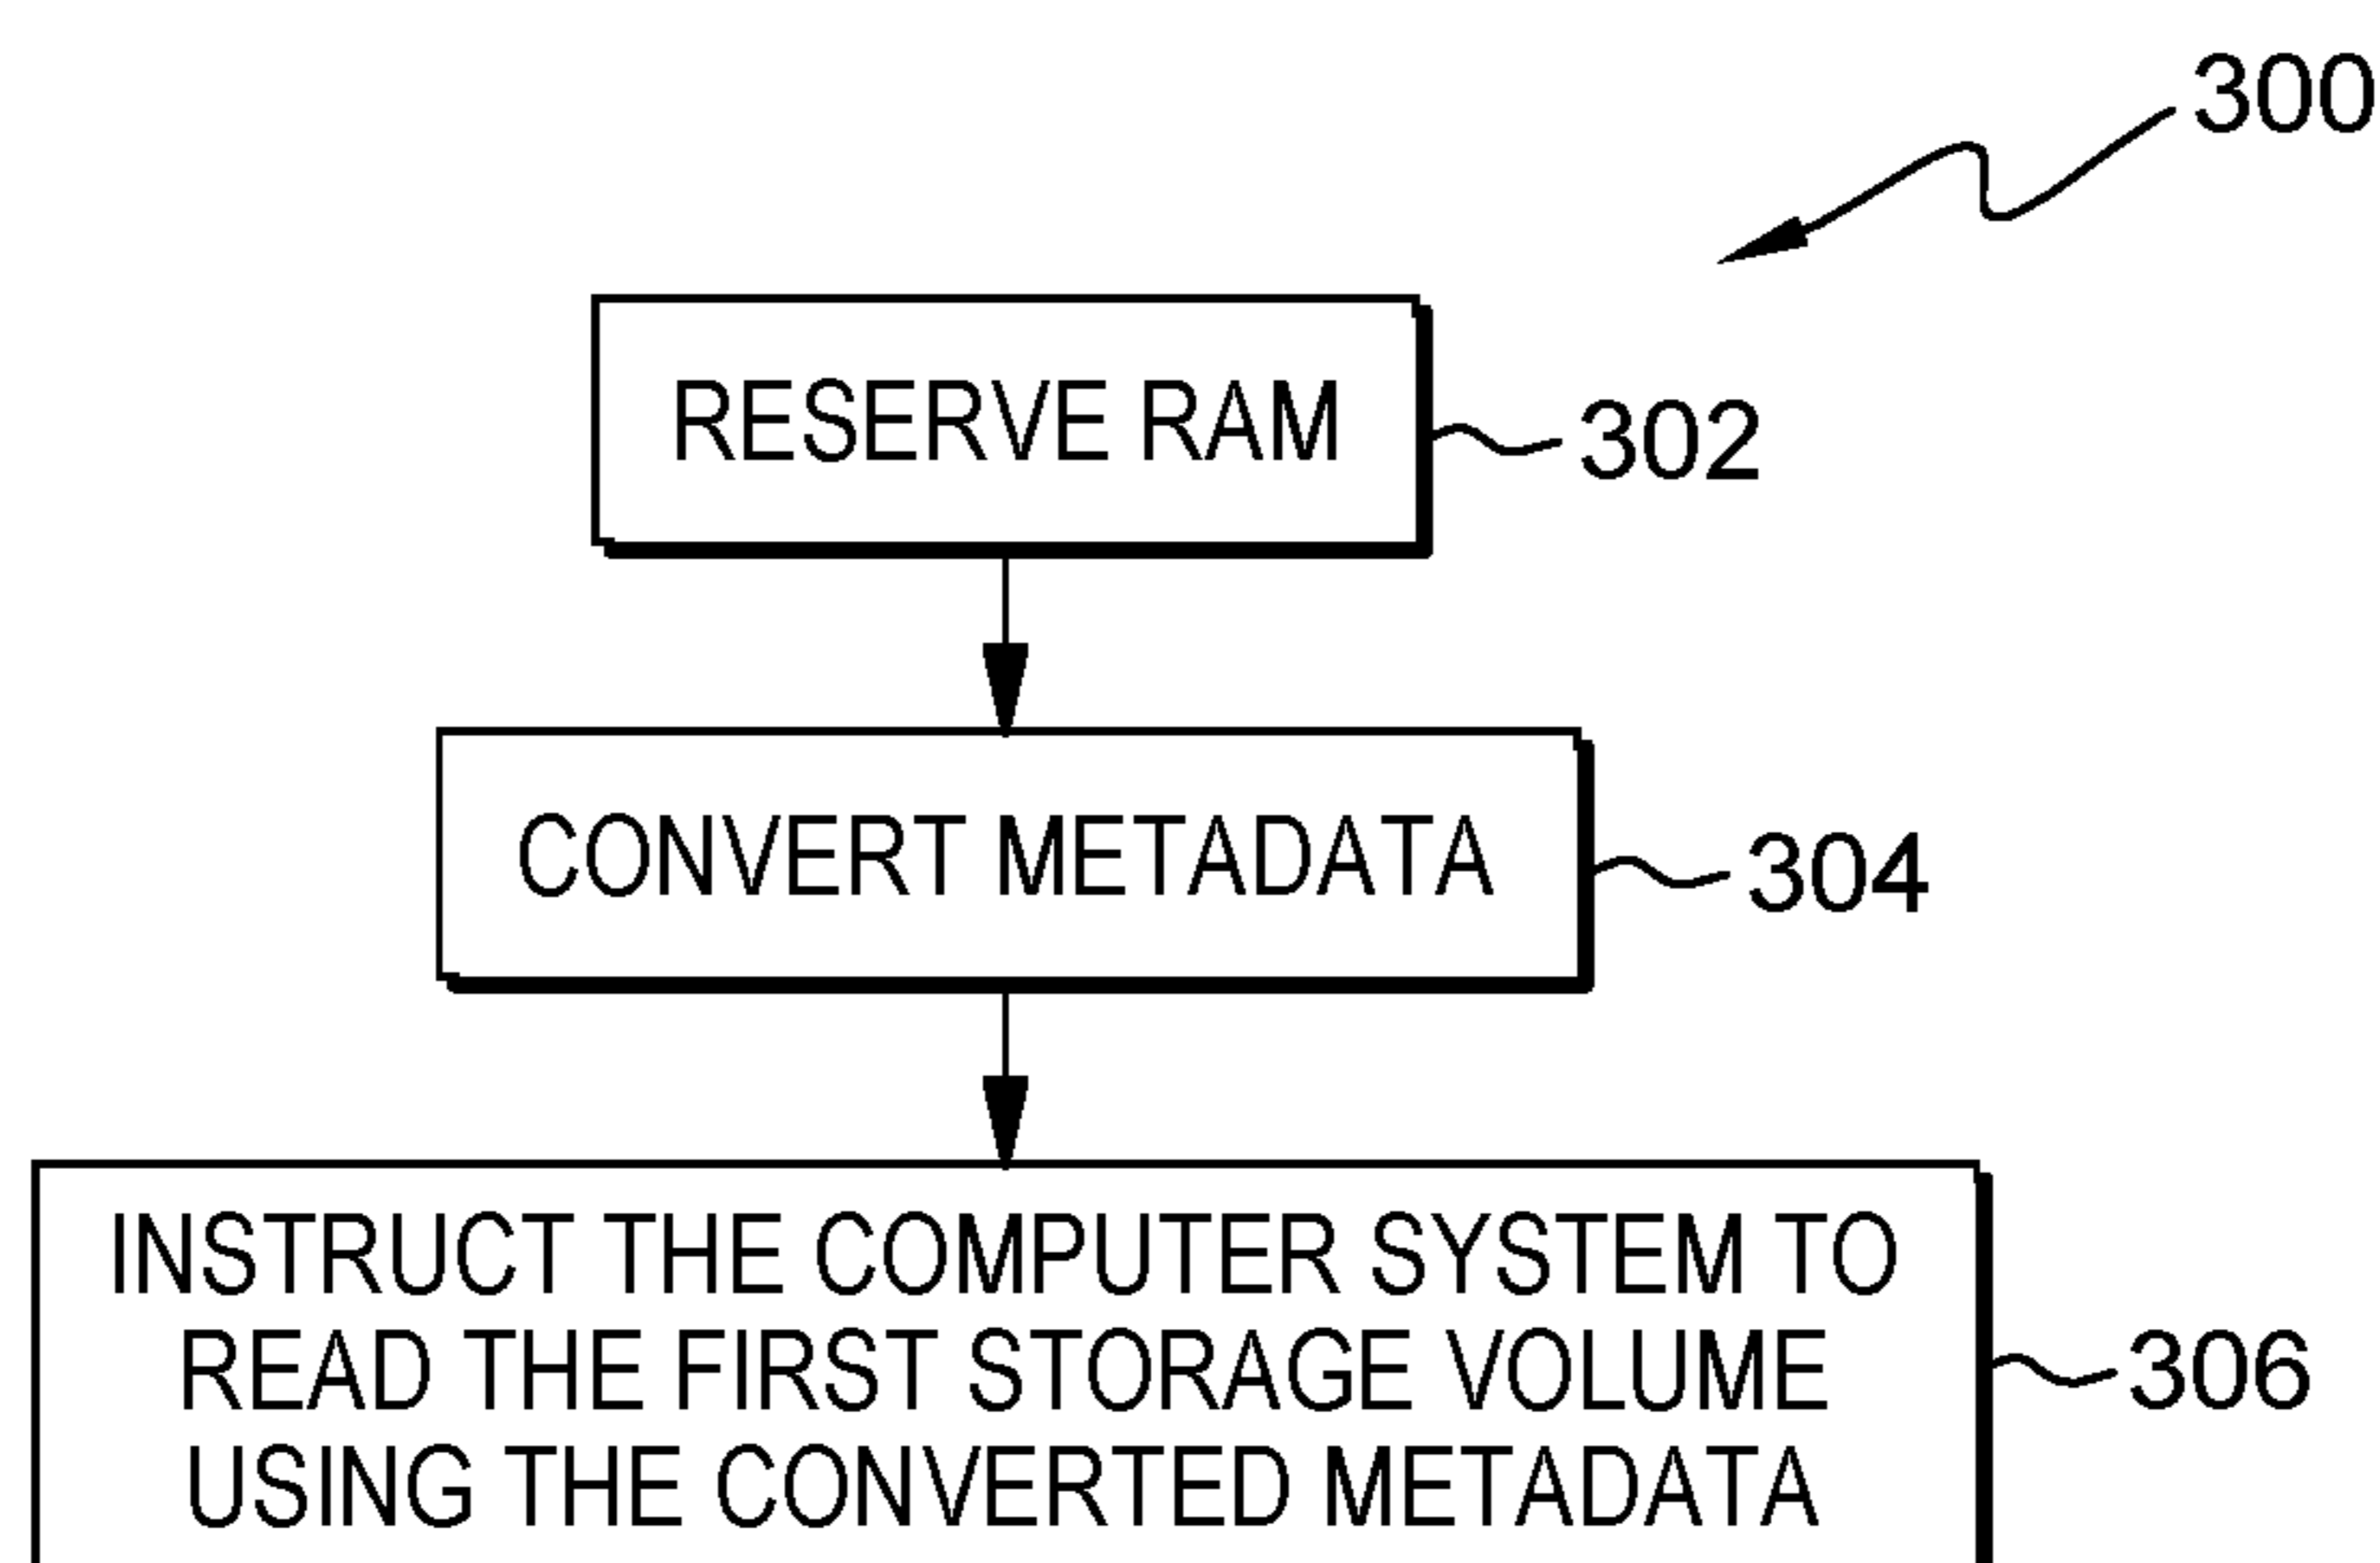 300
RESERVE RAM
302
CONVERT METADATA
304
INSTRUCT THE COMPUTER SYSTEM TO
READ THE FIRST STORAGE VOLUME
USING THE CONVERTED METADATA
306